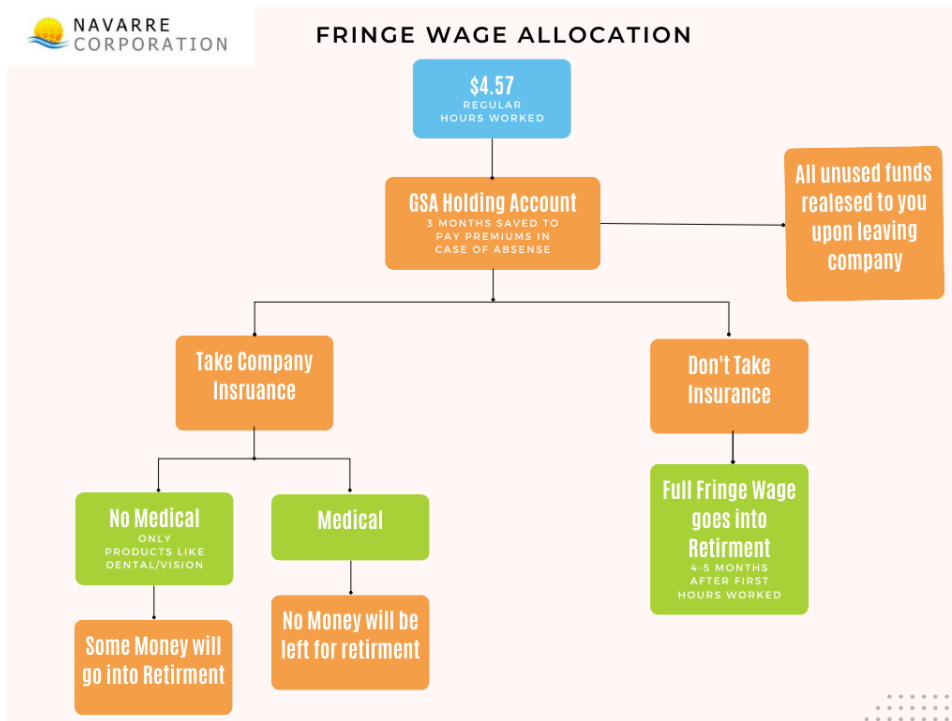 NAVARRE
CORPORATION
FRINGE WAGE ALLOCATION
$4.57
REGULAR
HOURS WORKED
GSA Holding Account
3 MONTHS SAVED TO
PAY PREMIUMS IN
CASE OF ABSENSE
All unused funds
realesed to you
upon leaving
company
Take Company
Insruance
Don't Take
Insurance
No Medical
ONLY
PRODUCTS LIKE
DENTAL/VISION
Medical
Full Fringe Wage
goes into
Retirment
4-5 MONTHS
AFTER FIRST
HOURS WORKED
Some Money will
go into Retirment
No Money will be
left for retirment